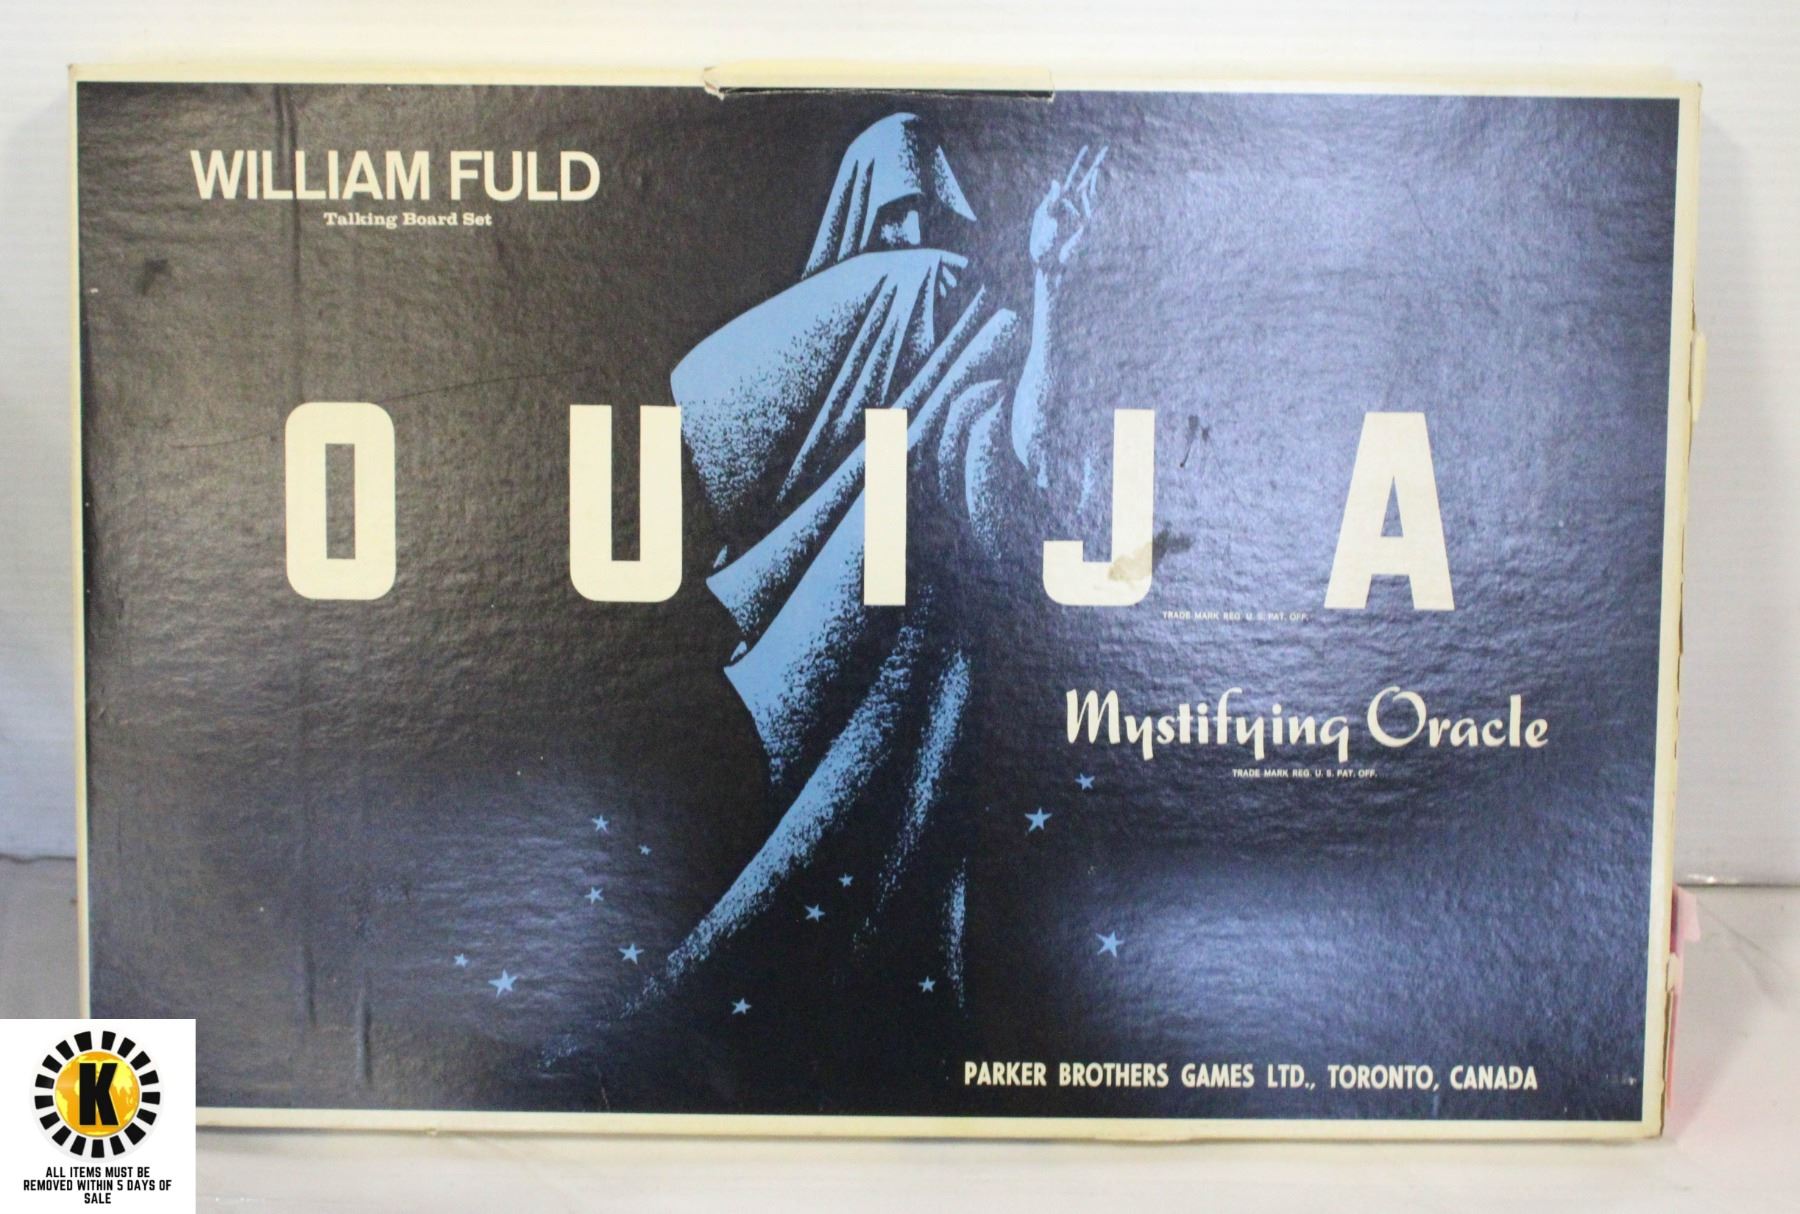 WILLIAM FULD
Talking Board Set
OUIJA
TRADE MARK REG. U. S. PAT. OFF.
Mystifying Oracle
TRADE MARK REG. U. S. PAT. OFF.
PARKER BROTHERS GAMES LTD., TORONTO, CANADA
K
ALL ITEMS MUST BE
REMOVED WITHIN 5 DAYS OF
SALE